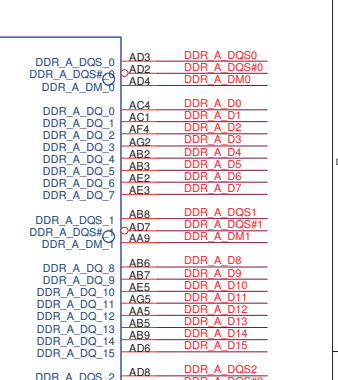 DDR_A_DQS_0 AD3 DDR_A_DQS0
DDR_A_DQS#_0 AD2 DDR_A_DQS#0
DDR_A_DM_0 AD4 DDR_A_DM0
DDR_A_DQ_0 AC4 DDR_A_D0
DDR_A_DQ_1 AC1 DDR_A_D1
DDR_A_DQ_2 AF4 DDR_A_D2
DDR_A_DQ_3 AG2 DDR_A_D3
DDR_A_DQ_4 AB2 DDR_A_D4
DDR_A_DQ_5 AB3 DDR_A_D5
DDR_A_DQ_6 AE2 DDR_A_D6
DDR_A_DQ_7 AE3 DDR_A_D7
DDR_A_DQS_1 AB8 DDR_A_DQS1
DDR_A_DQS#_1 AD7 DDR_A_DQS#1
DDR_A_DM_1 AA9 DDR_A_DM1
DDR_A_DQ_8 AB6 DDR_A_D8
DDR_A_DQ_9 AB7 DDR_A_D9
DDR_A_DQ_10 AE5 DDR_A_D10
DDR_A_DQ_11 AG5 DDR_A_D11
DDR_A_DQ_12 AA5 DDR_A_D12
DDR_A_DQ_13 AB5 DDR_A_D13
DDR_A_DQ_14 AB9 DDR_A_D14
DDR_A_DQ_15 AD6 DDR_A_D15
DDR_A_DQS_2 AD8 DDR_A_DQS2